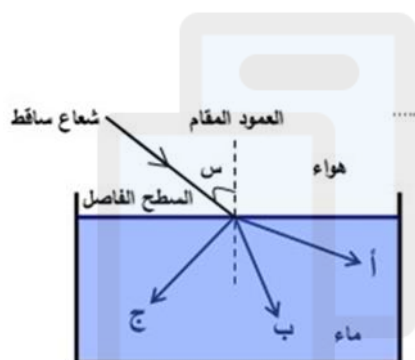 شعاع ساقط
العمود المقام
هواء
س
السطح الفاصل
أ
ج
ب
ماء